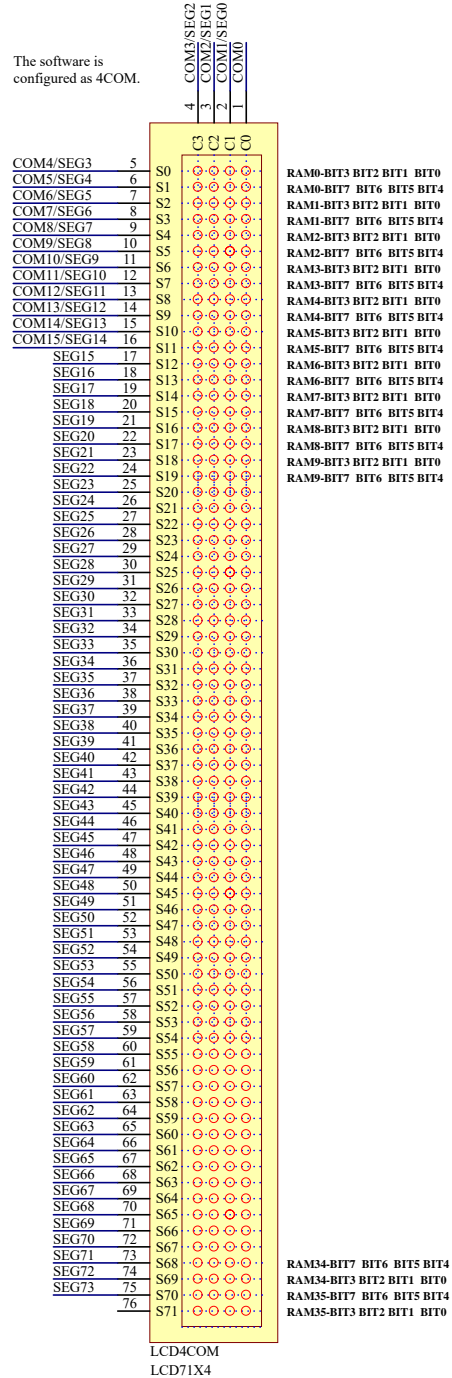 The software is
configured as 4COM.
COM3/SEG2
COM2/SEG1
COM1/SEG0
COM0
4 3 2 1
C3 C2 C1 C0
COM4/SEG3 5 S0 RAM0-BIT3 BIT2 BIT1 BIT0
COM5/SEG4 6 S1 RAM0-BIT7 BIT6 BIT5 BIT4
COM6/SEG5 7 S2 RAM1-BIT3 BIT2 BIT1 BIT0
COM7/SEG6 8 S3 RAM1-BIT7 BIT6 BIT5 BIT4
COM8/SEG7 9 S4 RAM2-BIT3 BIT2 BIT1 BIT0
COM9/SEG8 10 S5 RAM2-BIT7 BIT6 BIT5 BIT4
COM10/SEG9 11 S6 RAM3-BIT3 BIT2 BIT1 BIT0
COM11/SEG10 12 S7 RAM3-BIT7 BIT6 BIT5 BIT4
COM12/SEG11 13 S8 RAM4-BIT3 BIT2 BIT1 BIT0
COM13/SEG12 14 S9 RAM4-BIT7 BIT6 BIT5 BIT4
COM14/SEG13 15 S10 RAM5-BIT3 BIT2 BIT1 BIT0
COM15/SEG14 16 S11 RAM5-BIT7 BIT6 BIT5 BIT4
SEG15 17 S12 RAM6-BIT3 BIT2 BIT1 BIT0
SEG16 18 S13 RAM6-BIT7 BIT6 BIT5 BIT4
SEG17 19 S14 RAM7-BIT3 BIT2 BIT1 BIT0
SEG18 20 S15 RAM7-BIT7 BIT6 BIT5 BIT4
SEG19 21 S16 RAM8-BIT3 BIT2 BIT1 BIT0
SEG20 22 S17 RAM8-BIT7 BIT6 BIT5 BIT4
SEG21 23 S18 RAM9-BIT3 BIT2 BIT1 BIT0
SEG22 24 S19 RAM9-BIT7 BIT6 BIT5 BIT4
SEG23 25 S20
SEG24 26 S21
SEG25 27 S22
SEG26 28 S23
SEG27 29 S24
SEG28 30 S25
SEG29 31 S26
SEG30 32 S27
SEG31 33 S28
SEG32 34 S29
SEG33 35 S30
SEG34 36 S31
SEG35 37 S32
SEG36 38 S33
SEG37 39 S34
SEG38 40 S35
SEG39 41 S36
SEG40 42 S37
SEG41 43 S38
SEG42 44 S39
SEG43 45 S40
SEG44 46 S41
SEG45 47 S42
SEG46 48 S43
SEG47 49 S44
SEG48 50 S45
SEG49 51 S46
SEG50 52 S47
SEG51 53 S48
SEG52 54 S49
SEG53 55 S50
SEG54 56 S51
SEG55 57 S52
SEG56 58 S53
SEG57 59 S54
SEG58 60 S55
SEG59 61 S56
SEG60 62 S57
SEG61 63 S58
SEG62 64 S59
SEG63 65 S60
SEG64 66 S61
SEG65 67 S62
SEG66 68 S63
SEG67 69 S64
SEG68 70 S65
SEG69 71 S66
SEG70 72 S67
SEG71 73 S68 RAM34-BIT7 BIT6 BIT5 BIT4
SEG72 74 S69 RAM34-BIT3 BIT2 BIT1 BIT0
SEG73 75 S70 RAM35-BIT7 BIT6 BIT5 BIT4
76 S71 RAM35-BIT3 BIT2 BIT1 BIT0
LCD4COM
LCD71X4